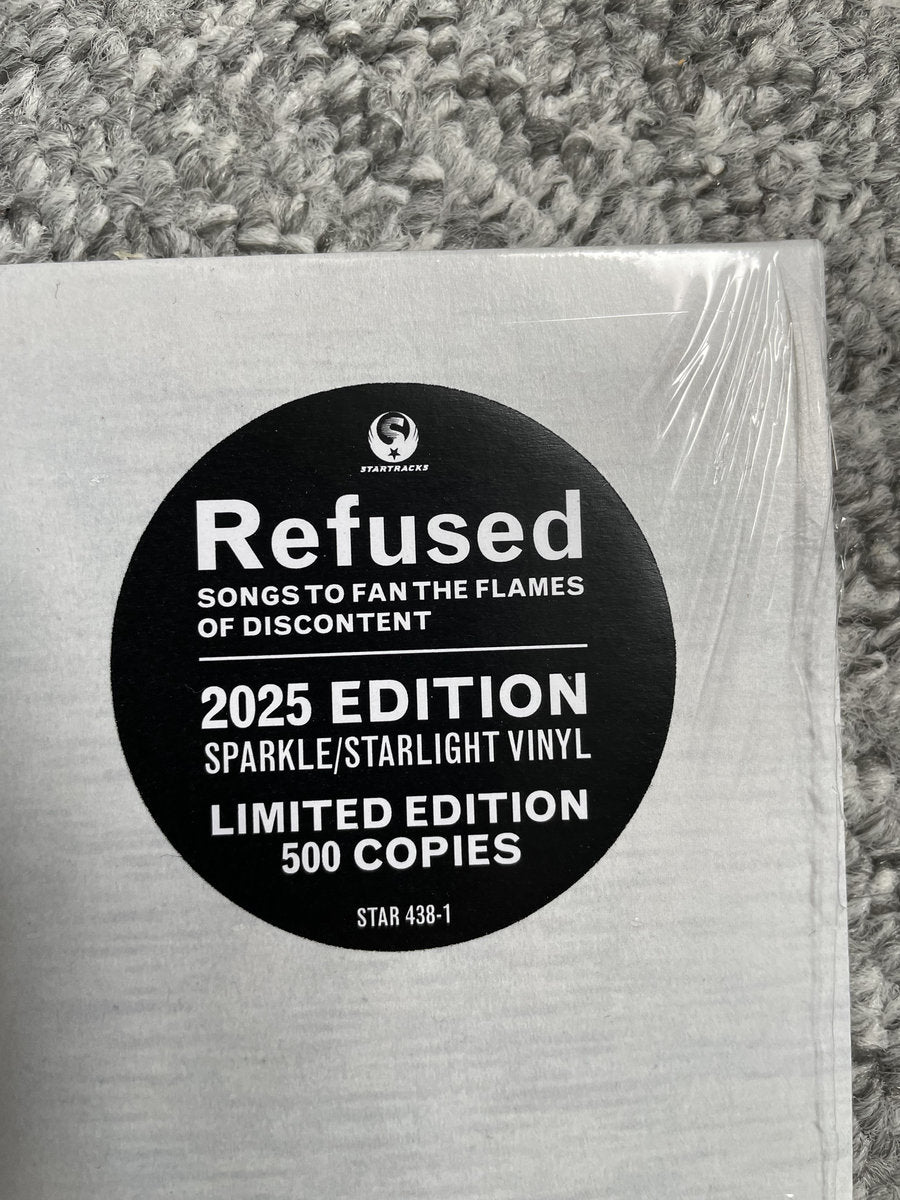 STARTRACKS
Refused
SONGS TO FAN THE FLAMES
OF DISCONTENT
2025 EDITION
SPARKLE/STARLIGHT VINYL
LIMITED EDITION
500 COPIES
STAR 438-1